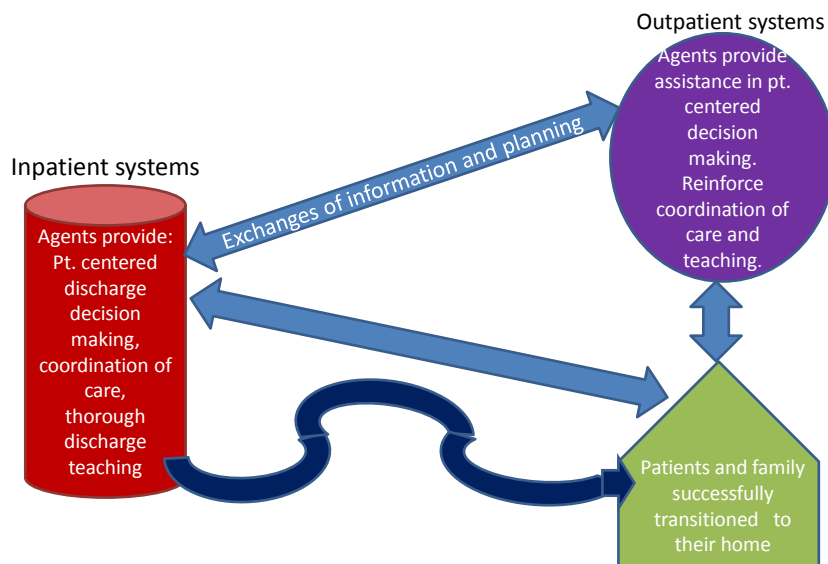 Outpatient systems
Agents provide
assistance in pt.
centered
decision
making.
Reinforce
coordination of
care and
teaching.
Exchanges of information and planning
Inpatient systems
Agents provide:
Pt. centered
discharge
decision
making,
coordination of
care,
thorough
discharge
teaching
Patients and family
successfully
transitioned to
their home